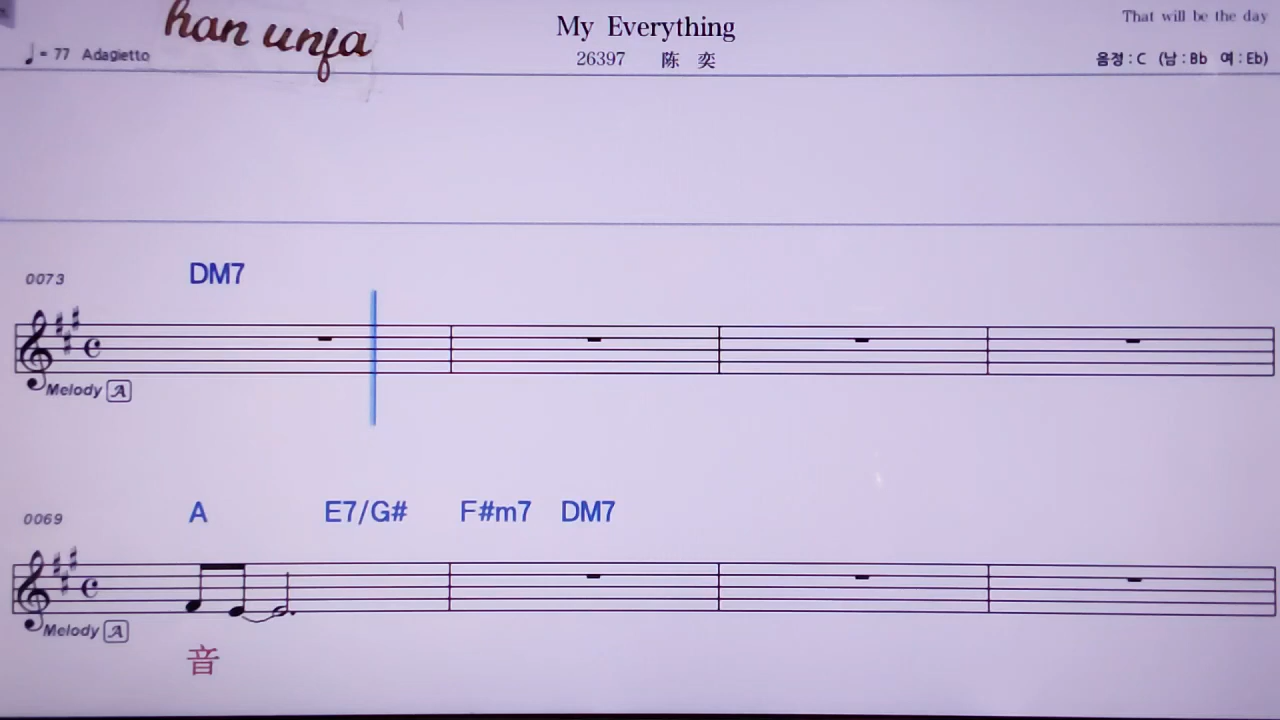 han unja
My Everything
That will be the day
♩= 77 Adagietto
26397 陈 奕
음정 : C (남 : Bb 여 : Eb)
0073 DM7
Melody A
0069 A E7/G# F#m7 DM7
Melody A
音